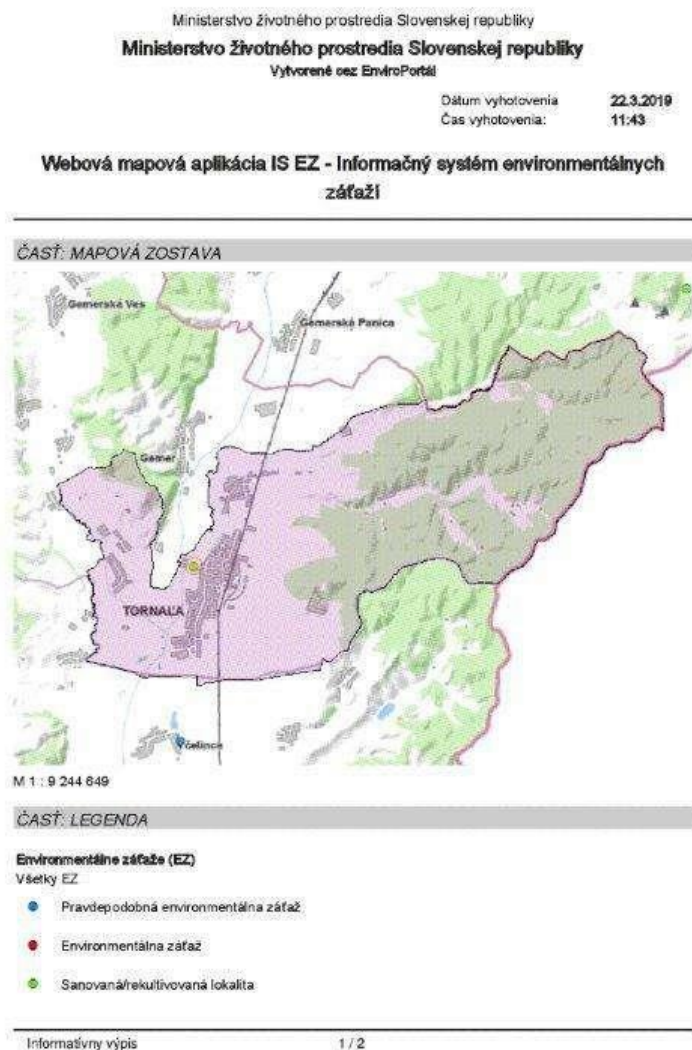 Ministerstvo životného prostredia Slovenskej republiky
Ministerstvo životného prostredia Slovenskej republiky
Vytvorené cez EnviroPortál
Dátum vyhotovenia 22.3.2019
Čas vyhotovenia: 11:43
Webová mapová aplikácia IS EZ - Informačný systém environmentálnych
záťaží
ČASŤ: MAPOVÁ ZOSTAVA
Gemerská Ves
Gemerská Panica
Gemer
TORNAĽA
Včelince
M 1 : 9 244 649
ČASŤ: LEGENDA
Environmentálne záťaže (EZ)
Všetky EZ
Pravdepodobná environmentálna záťaž
Environmentálna záťaž
Sanovaná/rekultivovaná lokalita
Informatívny výpis 1 / 2